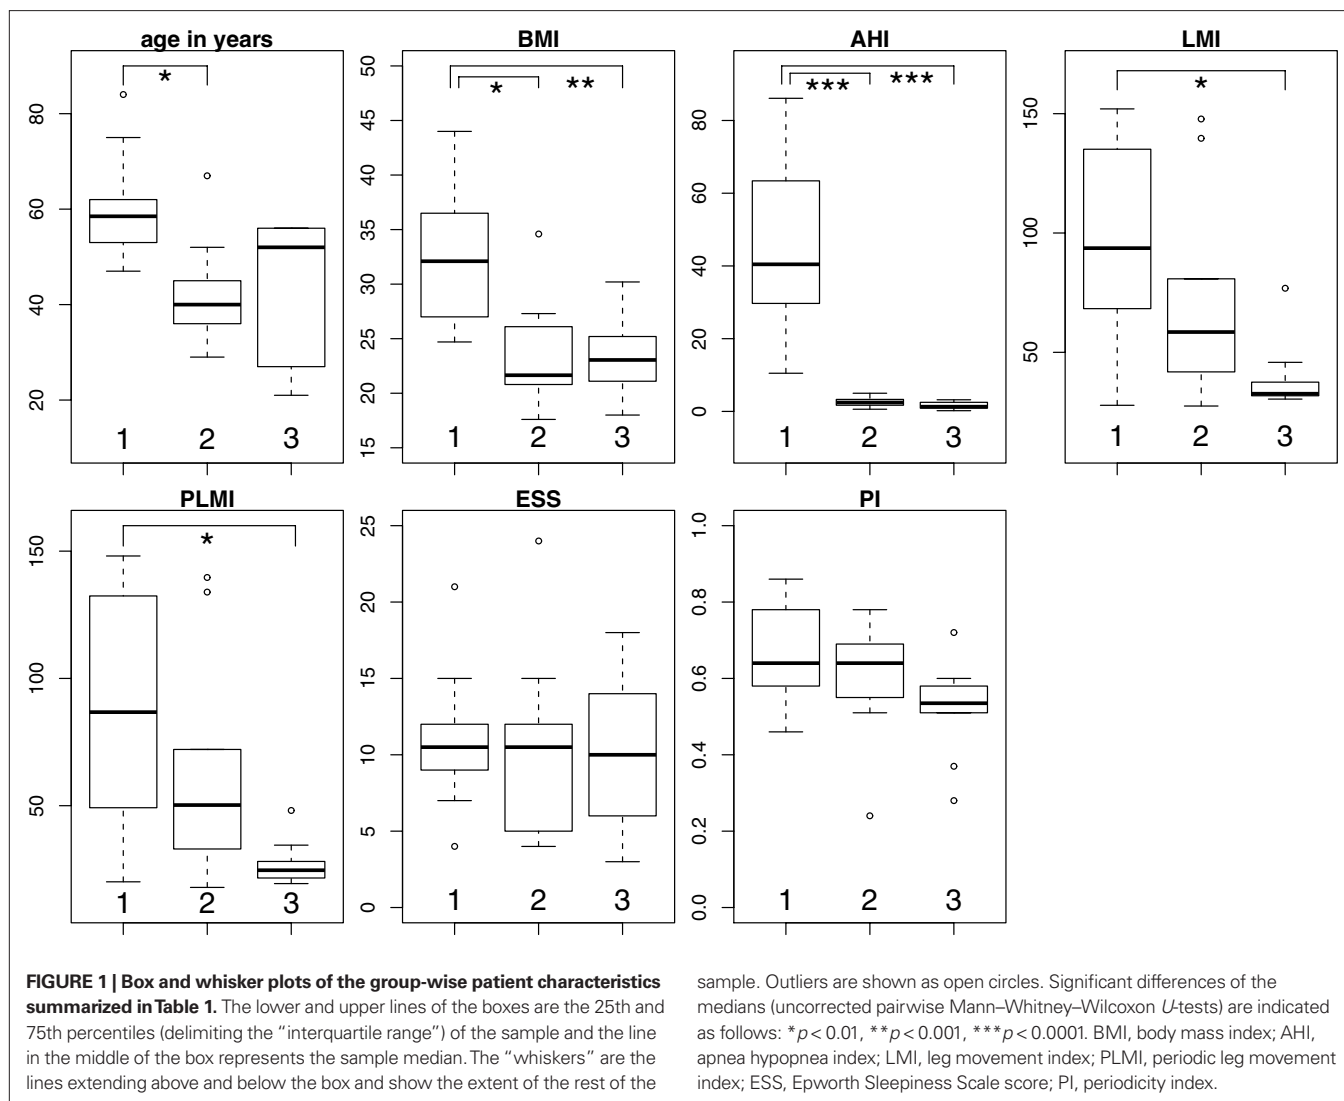 age in years
*
80
60
40
20
1 2 3
BMI
50
45
40
35
30
25
20
15
* **
1 2 3
AHI
80
60
40
20
0
*** ***
1 2 3
LMI
150
100
50
*
1 2 3
PLMI
150
100
50
*
1 2 3
ESS
25
20
15
10
5
0
1 2 3
PI
1.0
0.8
0.6
0.4
0.2
0.0
1 2 3
FIGURE 1 | Box and whisker plots of the group-wise patient characteristics
summarized in Table 1. The lower and upper lines of the boxes are the 25th and
75th percentiles (delimiting the “interquartile range”) of the sample and the line
in the middle of the box represents the sample median. The “whiskers” are the
lines extending above and below the box and show the extent of the rest of the
sample. Outliers are shown as open circles. Significant differences of the
medians (uncorrected pairwise Mann–Whitney–Wilcoxon U-tests) are indicated
as follows: *p < 0.01, **p < 0.001, ***p < 0.0001. BMI, body mass index; AHI,
apnea hypopnea index; LMI, leg movement index; PLMI, periodic leg movement
index; ESS, Epworth Sleepiness Scale score; PI, periodicity index.